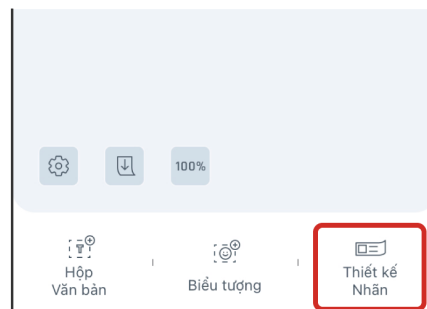 100%
Hộp
Văn bản
Biểu tượng
Thiết kế
Nhãn